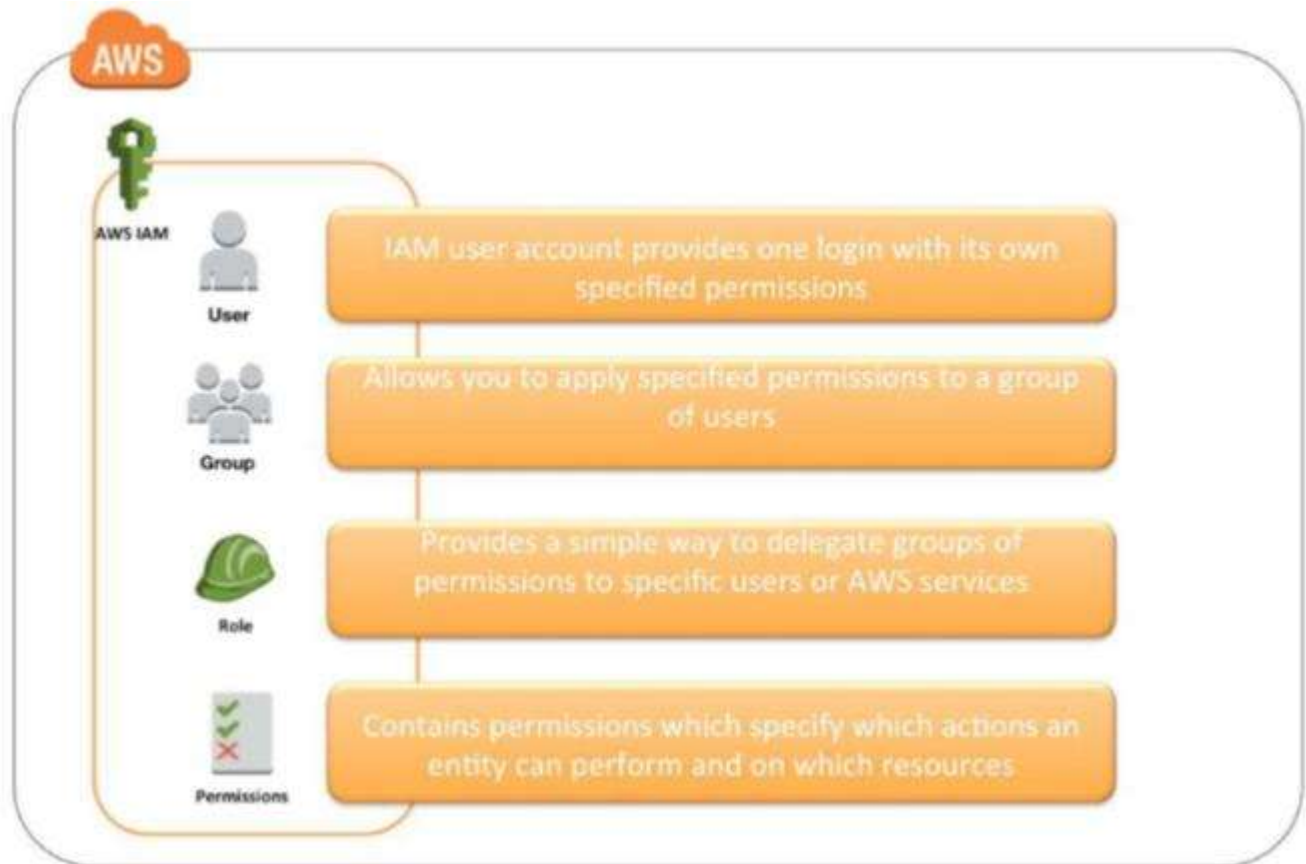 AWS
AWS IAM
User
IAM user account provides one login with its own
specified permissions
Group
Allows you to apply specified permissions to a group
of users
Role
Provides a simple way to delegate groups of
permissions to specific users or AWS services
Permissions
Contains permissions which specify which actions an
entity can perform and on which resources